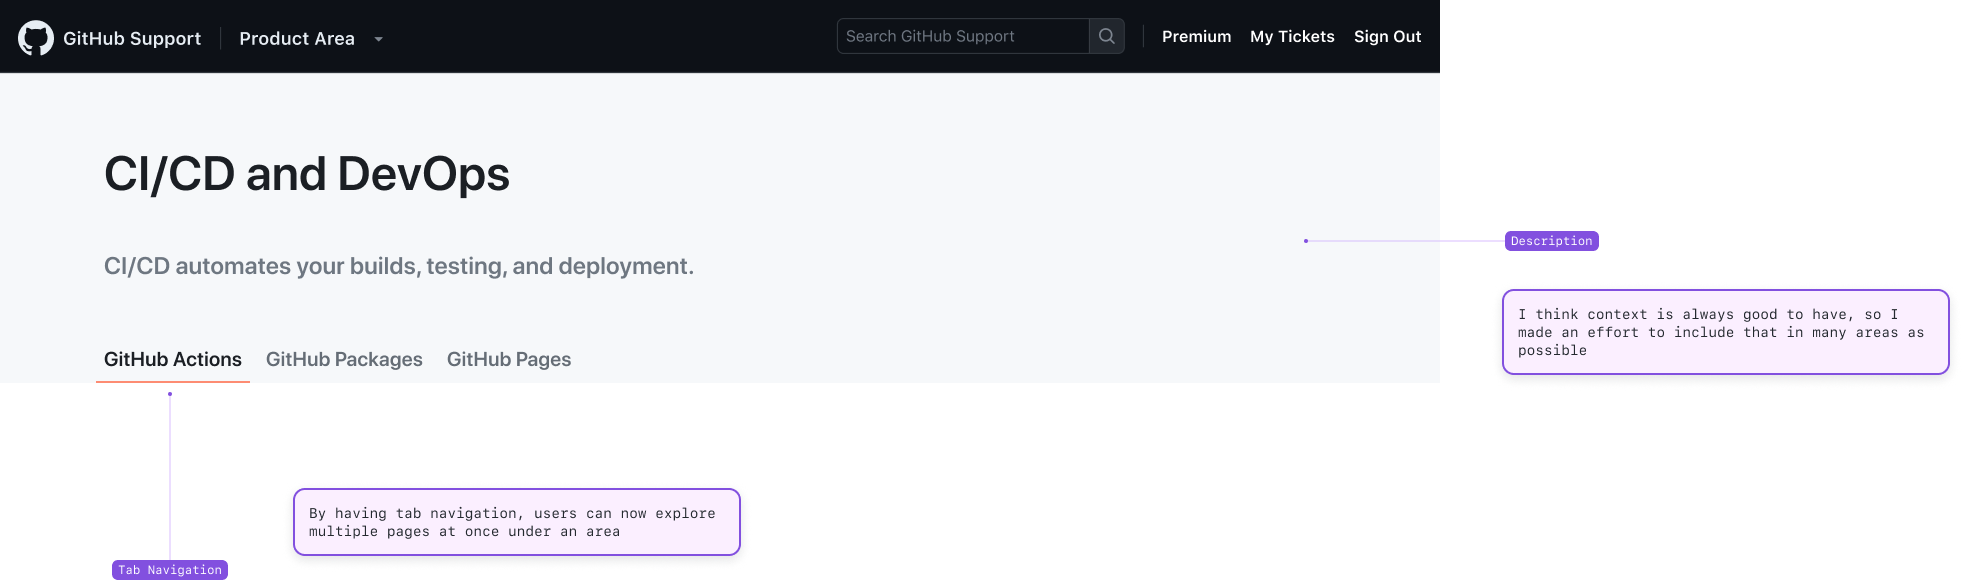 GitHub Support
Product Area
Search GitHub Support
Premium
My Tickets
Sign Out
CI/CD and DevOps
CI/CD automates your builds, testing, and deployment.
Description
I think context is always good to have, so I
made an effort to include that in many areas as
possible
GitHub Actions
GitHub Packages
GitHub Pages
By having tab navigation, users can now explore
multiple pages at once under an area
Tab Navigation